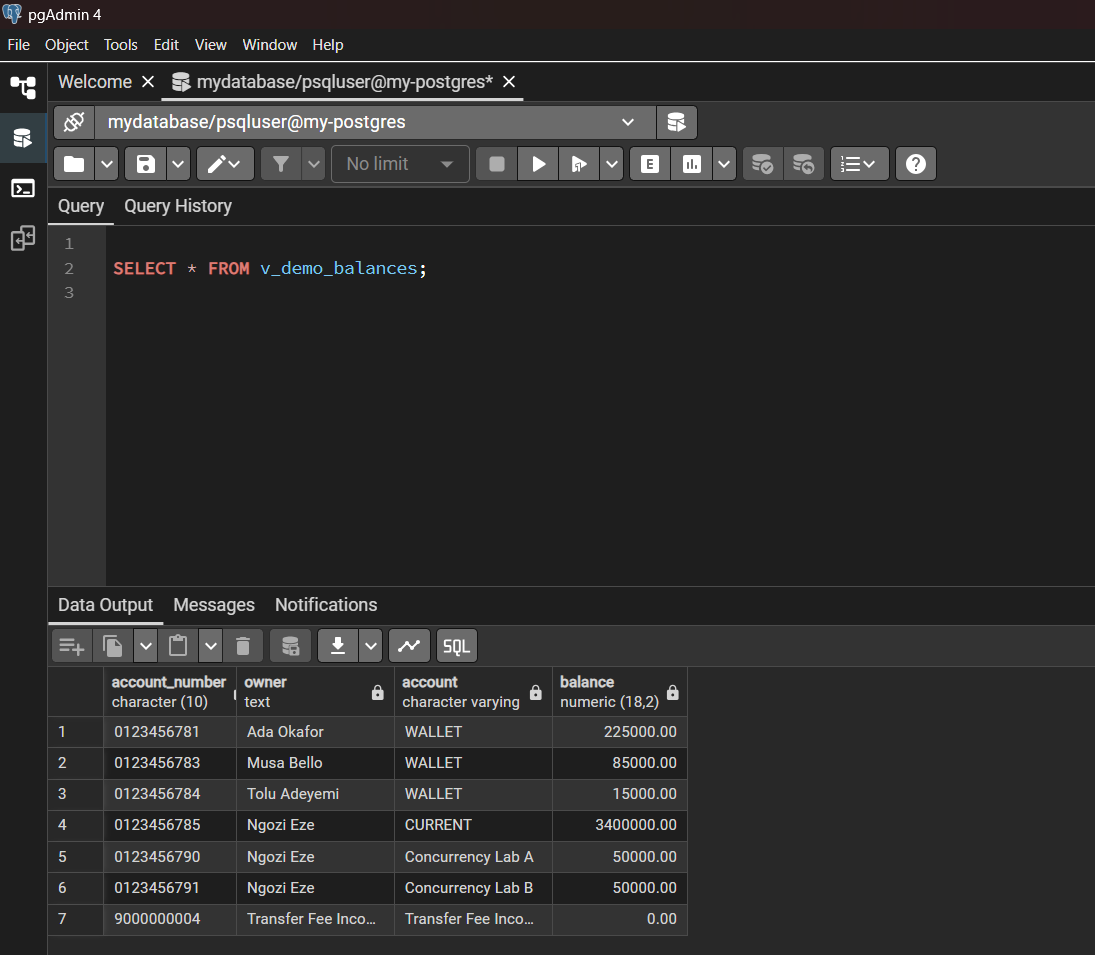 pgAdmin 4
File Object Tools Edit View Window Help
Welcome mydatabase/psqluser@my-postgres*
mydatabase/psqluser@my-postgres
No limit E
Query Query History
1
2 SELECT * FROM v_demo_balances;
3
Data Output Messages Notifications
SQL
account_number owner account balance
character (10) text character varying numeric (18,2)
1 0123456781 Ada Okafor WALLET 225000.00
2 0123456783 Musa Bello WALLET 85000.00
3 0123456784 Tolu Adeyemi WALLET 15000.00
4 0123456785 Ngozi Eze CURRENT 3400000.00
5 0123456790 Ngozi Eze Concurrency Lab A 50000.00
6 0123456791 Ngozi Eze Concurrency Lab B 50000.00
7 9000000004 Transfer Fee Inco... Transfer Fee Inco... 0.00